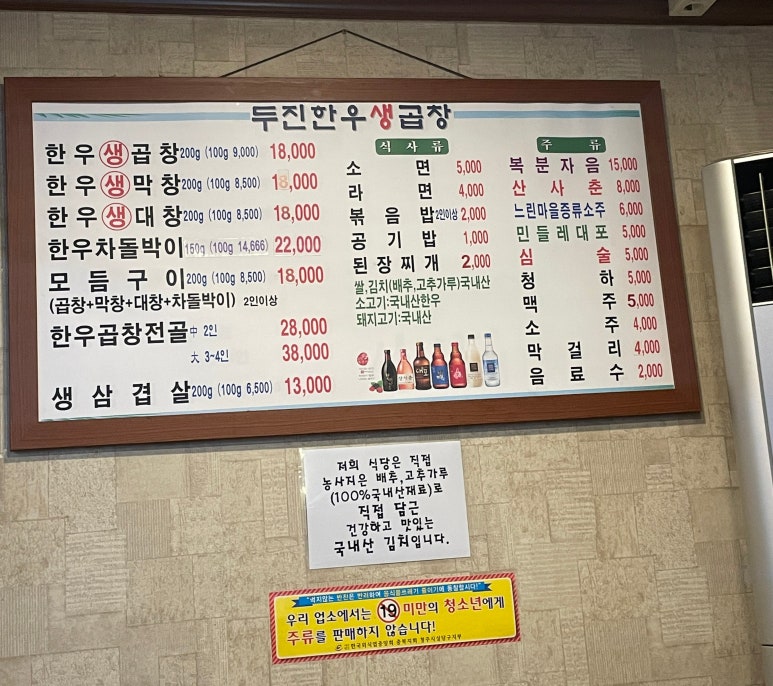 두진한우생곱창
한우생곱창 200g (100g 9,000) 18,000
한우생막창 200g (100g 8,500) 18,000
한우생대창 200g (100g 8,500) 18,000
한우차돌박이 150g (100g 14,666) 22,000
모듬구이 200g (100g 8,500) 18,000
(곱창+막창+대창+차돌박이) 2인이상
한우곱창전골 中 2인 28,000
大 3~4인 38,000
생삼겹살 200g (100g 6,500) 13,000
식사류
소면 5,000
라면 4,000
볶음밥 2인이상 2,000
공기밥 1,000
된장찌개 2,000
쌀,김치(배추,고추가루)국내산
소고기:국내산한우
돼지고기:국내산
주류
복분자음 15,000
산사춘 8,000
느린마을증류소주 6,000
민들레대포 5,000
심술 5,000
청하 5,000
맥주 5,000
소주 4,000
막걸리 4,000
음료수 2,000
저희 식당은 직접
농사지은 배추,고추가루
(100%국내산재료)로
직접 담근
건강하고 맛있는
국내산 김치입니다.
우리 업소에서는 19 미만의 청소년에게
주류를 판매하지 않습니다!